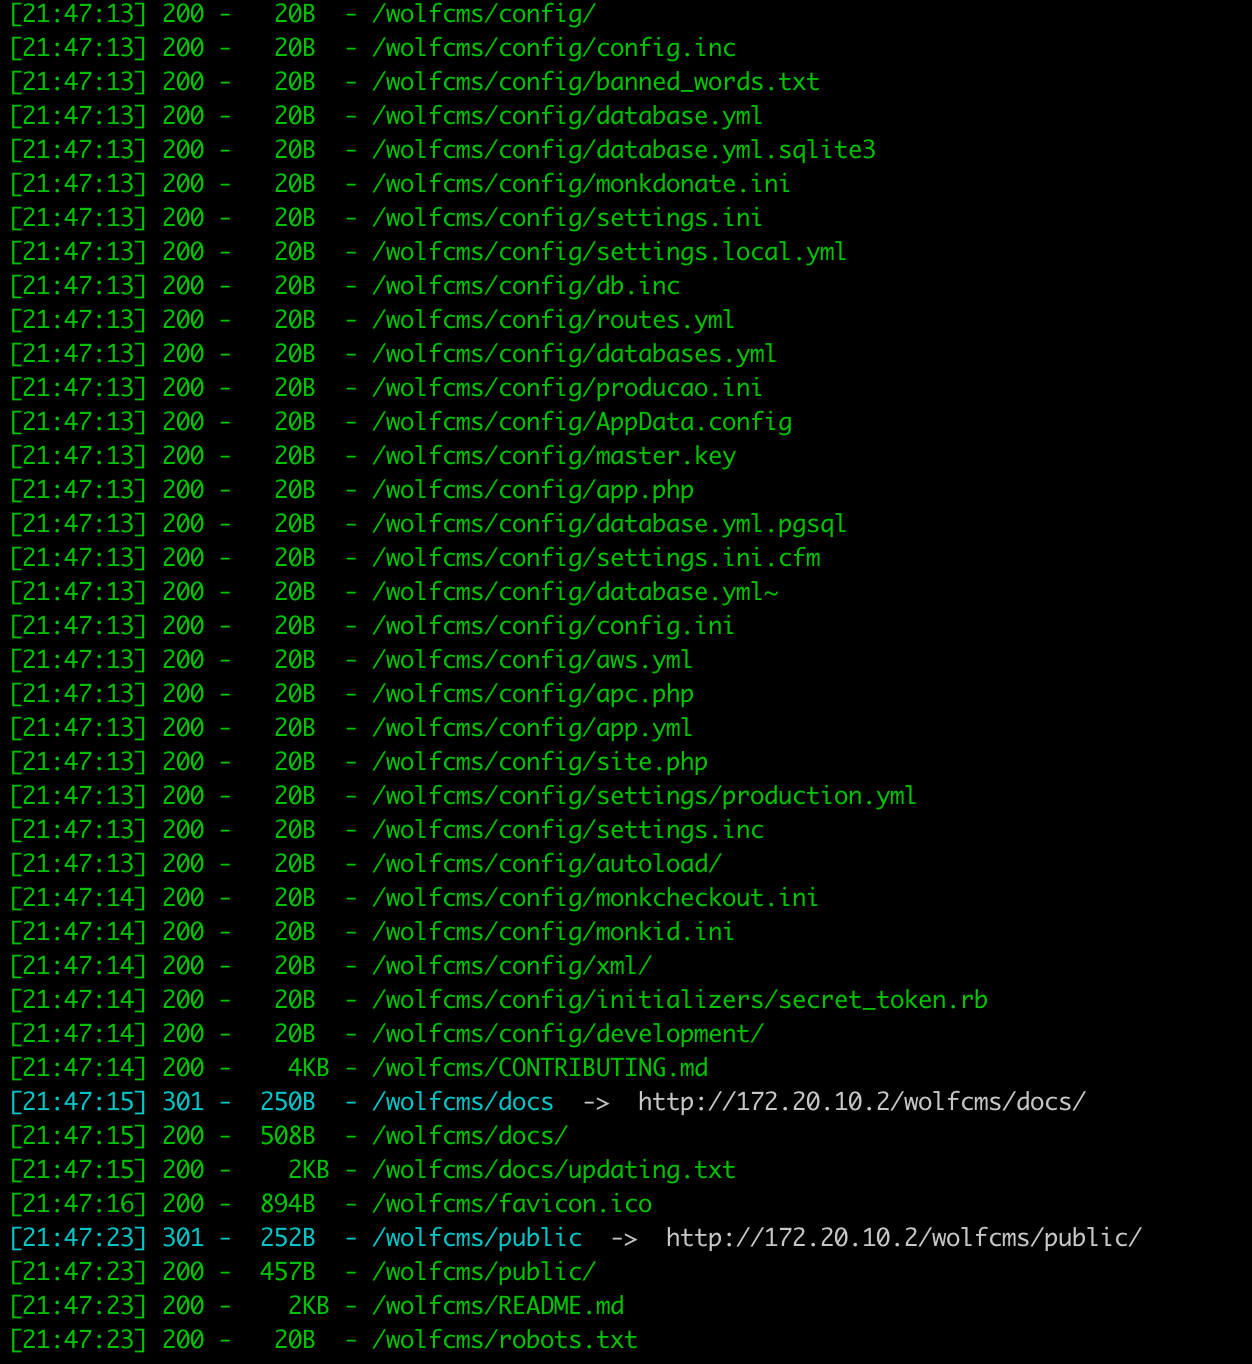 [21:47:13] 200 -   20B  - /wolfcms/config/
[21:47:13] 200 -   20B  - /wolfcms/config/config.inc
[21:47:13] 200 -   20B  - /wolfcms/config/banned_words.txt
[21:47:13] 200 -   20B  - /wolfcms/config/database.yml
[21:47:13] 200 -   20B  - /wolfcms/config/database.yml.sqlite3
[21:47:13] 200 -   20B  - /wolfcms/config/monkdonate.ini
[21:47:13] 200 -   20B  - /wolfcms/config/settings.ini
[21:47:13] 200 -   20B  - /wolfcms/config/settings.local.yml
[21:47:13] 200 -   20B  - /wolfcms/config/db.inc
[21:47:13] 200 -   20B  - /wolfcms/config/routes.yml
[21:47:13] 200 -   20B  - /wolfcms/config/databases.yml
[21:47:13] 200 -   20B  - /wolfcms/config/producao.ini
[21:47:13] 200 -   20B  - /wolfcms/config/AppData.config
[21:47:13] 200 -   20B  - /wolfcms/config/master.key
[21:47:13] 200 -   20B  - /wolfcms/config/app.php
[21:47:13] 200 -   20B  - /wolfcms/config/database.yml.pgsql
[21:47:13] 200 -   20B  - /wolfcms/config/settings.ini.cfm
[21:47:13] 200 -   20B  - /wolfcms/config/database.yml~
[21:47:13] 200 -   20B  - /wolfcms/config/config.ini
[21:47:13] 200 -   20B  - /wolfcms/config/aws.yml
[21:47:13] 200 -   20B  - /wolfcms/config/apc.php
[21:47:13] 200 -   20B  - /wolfcms/config/app.yml
[21:47:13] 200 -   20B  - /wolfcms/config/site.php
[21:47:13] 200 -   20B  - /wolfcms/config/settings/production.yml
[21:47:13] 200 -   20B  - /wolfcms/config/settings.inc
[21:47:13] 200 -   20B  - /wolfcms/config/autoload/
[21:47:14] 200 -   20B  - /wolfcms/config/monkcheckout.ini
[21:47:14] 200 -   20B  - /wolfcms/config/monkid.ini
[21:47:14] 200 -   20B  - /wolfcms/config/xml/
[21:47:14] 200 -   20B  - /wolfcms/config/initializers/secret_token.rb
[21:47:14] 200 -   20B  - /wolfcms/config/development/
[21:47:14] 200 -    4KB - /wolfcms/CONTRIBUTING.md
[21:47:15] 301 -  250B  - /wolfcms/docs  ->  http://172.20.10.2/wolfcms/docs/
[21:47:15] 200 -  508B  - /wolfcms/docs/
[21:47:15] 200 -    2KB - /wolfcms/docs/updating.txt
[21:47:16] 200 -  894B  - /wolfcms/favicon.ico
[21:47:23] 301 -  252B  - /wolfcms/public  ->  http://172.20.10.2/wolfcms/public/
[21:47:23] 200 -  457B  - /wolfcms/public/
[21:47:23] 200 -    2KB - /wolfcms/README.md
[21:47:23] 200 -   20B  - /wolfcms/robots.txt